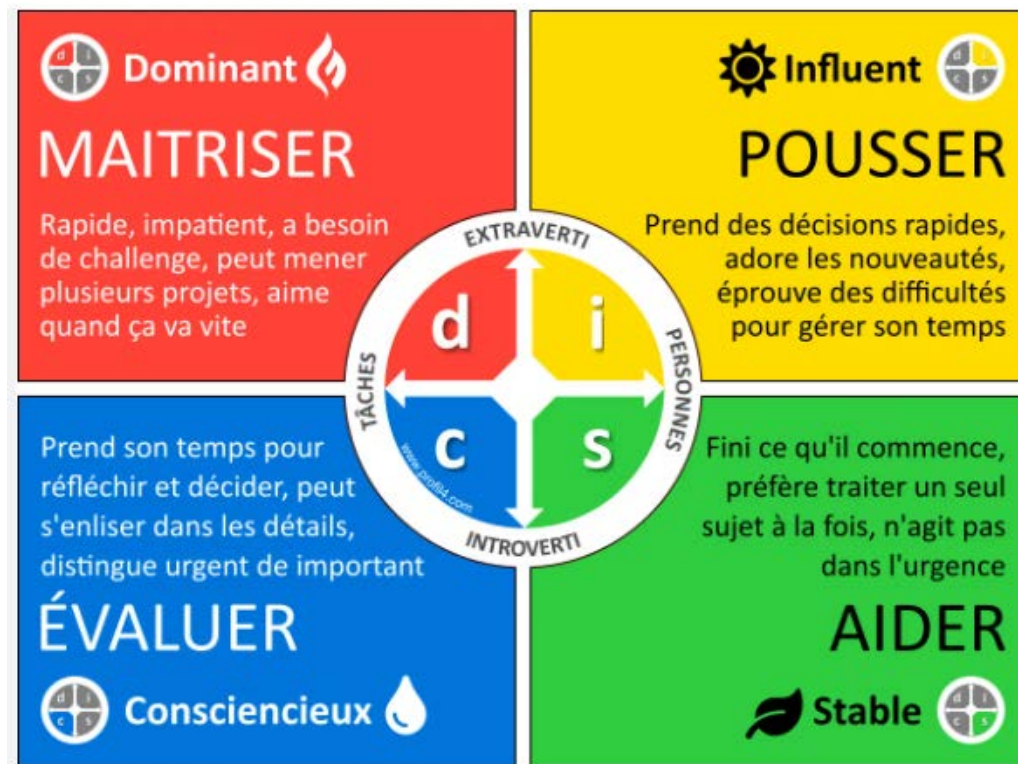 d i
c s
Dominant
MAITRISER
Rapide, impatient, a besoin
de challenge, peut mener
plusieurs projets, aime
quand ça va vite
Influent
d i
c s
POUSSER
Prend des décisions rapides,
adore les nouveautés,
éprouve des difficultés
pour gérer son temps
EXTRAVERTI
TÂCHES
PERSONNES
d i
c s
www.profil4.com
INTROVERTI
Prend son temps pour
réfléchir et décider, peut
s'enliser dans les détails,
distingue urgent de important
ÉVALUER
d i
c s
Consciencieux
Fini ce qu'il commence,
préfère traiter un seul
sujet à la fois, n'agit pas
dans l'urgence
AIDER
Stable
d i
c s